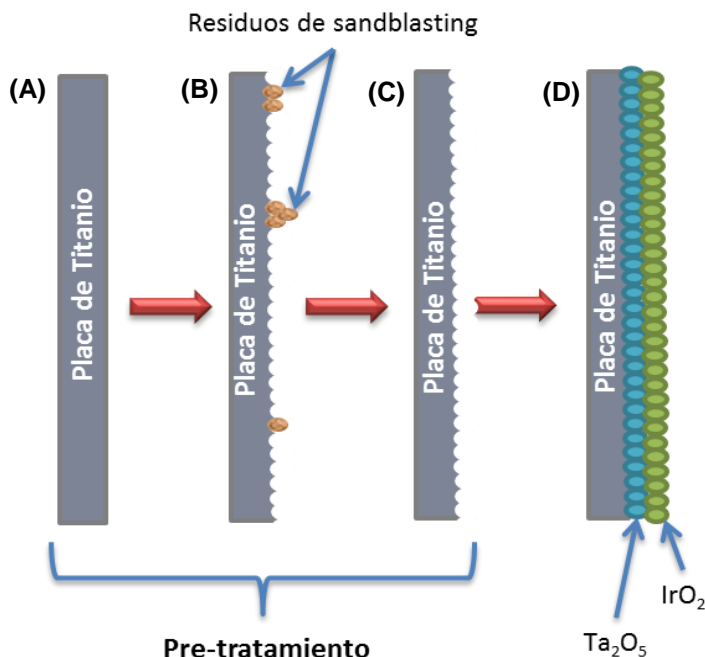 Residuos de sandblasting
(A)
(B)
(C)
(D)
Placa de Titanio
Placa de Titanio
Placa de Titanio
Placa de Titanio
IrO₂
Ta₂O₅
Pre-tratamiento